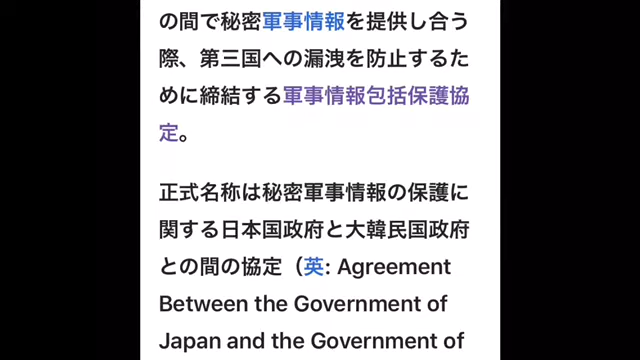 の間で秘密軍事情報を提供し合う
際、第三国への漏洩を防止するた
めに締結する軍事情報包括保護協
定。
正式名称は秘密軍事情報の保護に
関する日本国政府と大韓民国政府
との間の協定（英: Agreement
Between the Government of
Japan and the Government of